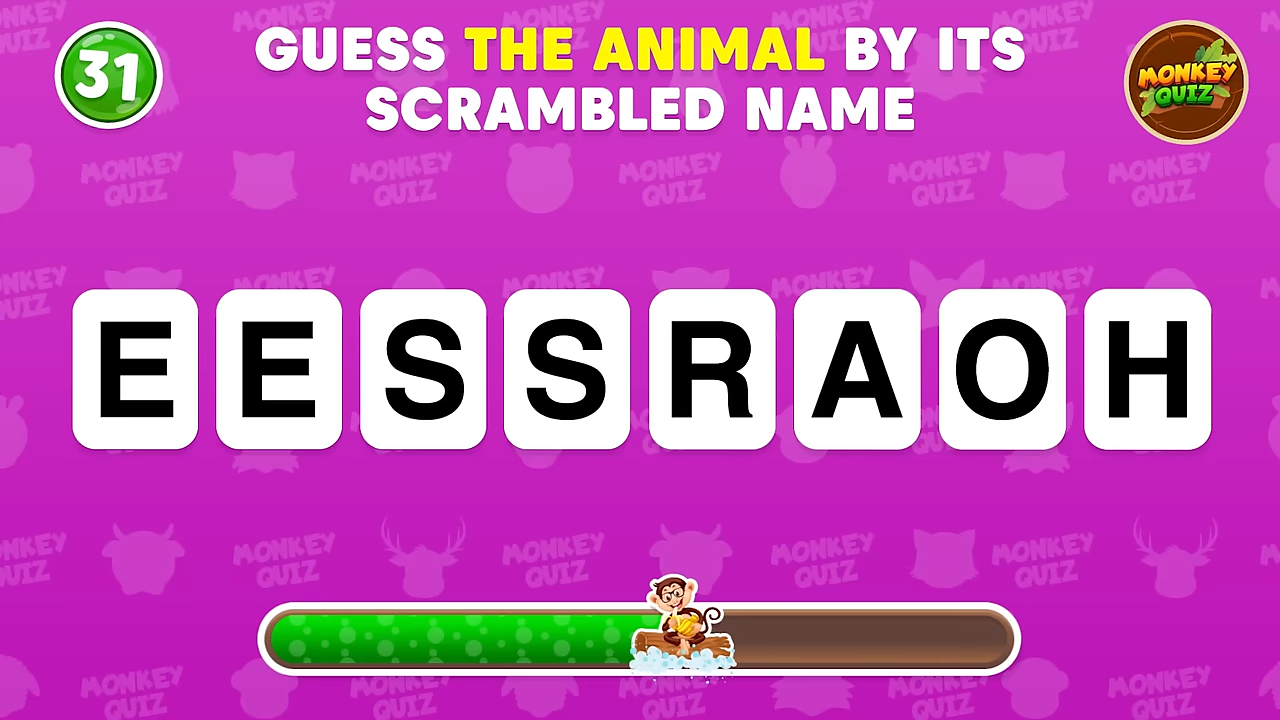 31
GUESS THE ANIMAL BY ITS
SCRAMBLED NAME
MONKEY
QUIZ
E E S S R A O H